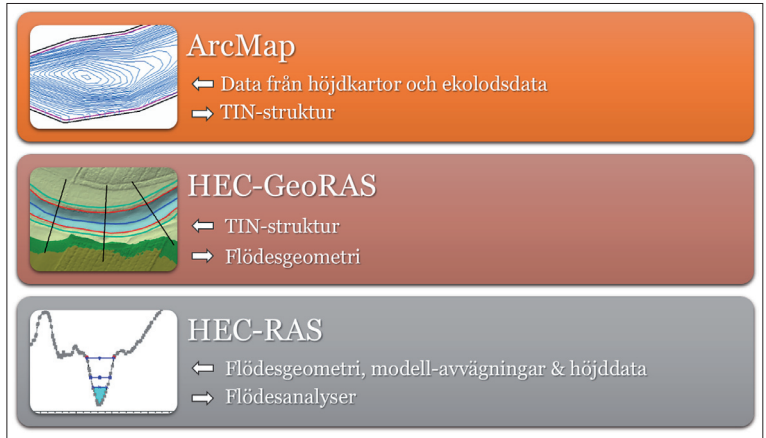 ArcMap
Data från höjdkartor och ekolodsdata
TIN-struktur
HEC-GeoRAS
TIN-struktur
Flödesgeometri
HEC-RAS
Flödesgeometri, modell-avvägningar & höjddata
Flödesanalyser